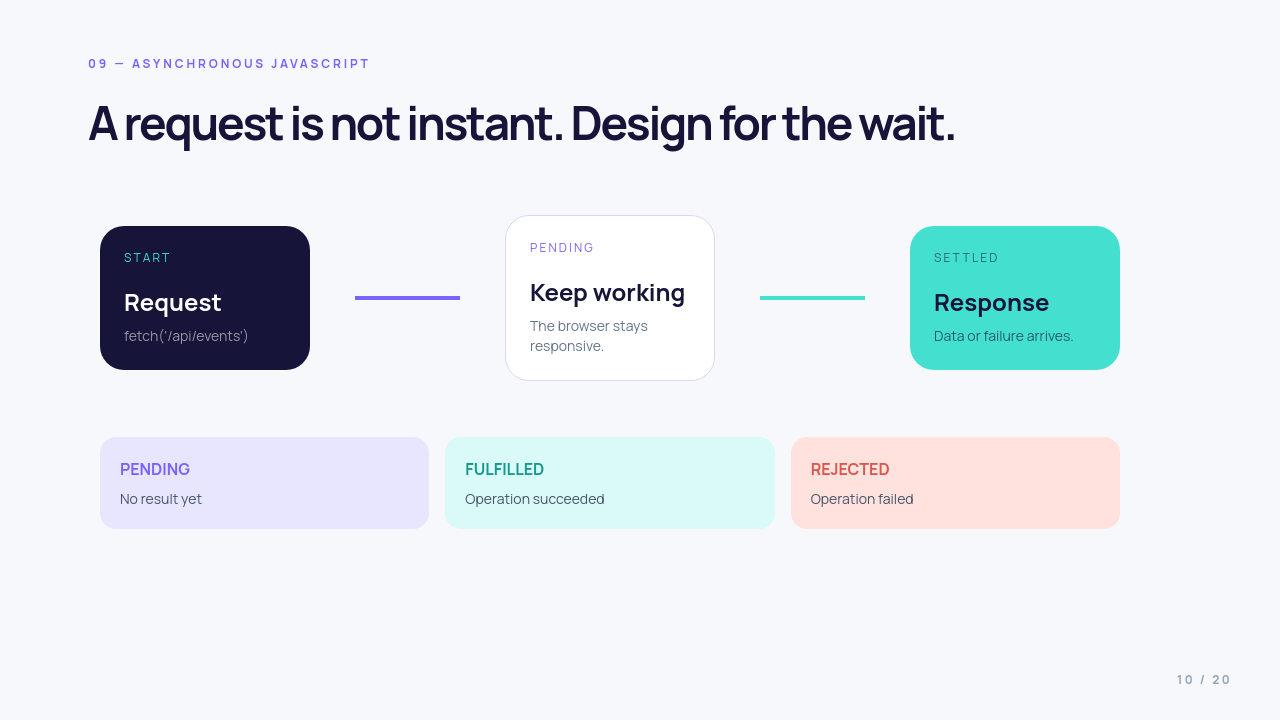 09 — ASYNCHRONOUS JAVASCRIPT
A request is not instant. Design for the wait.
START
Request
fetch('/api/events')
PENDING
Keep working
The browser stays
responsive.
SETTLED
Response
Data or failure arrives.
PENDING
No result yet
FULFILLED
Operation succeeded
REJECTED
Operation failed
10 / 20